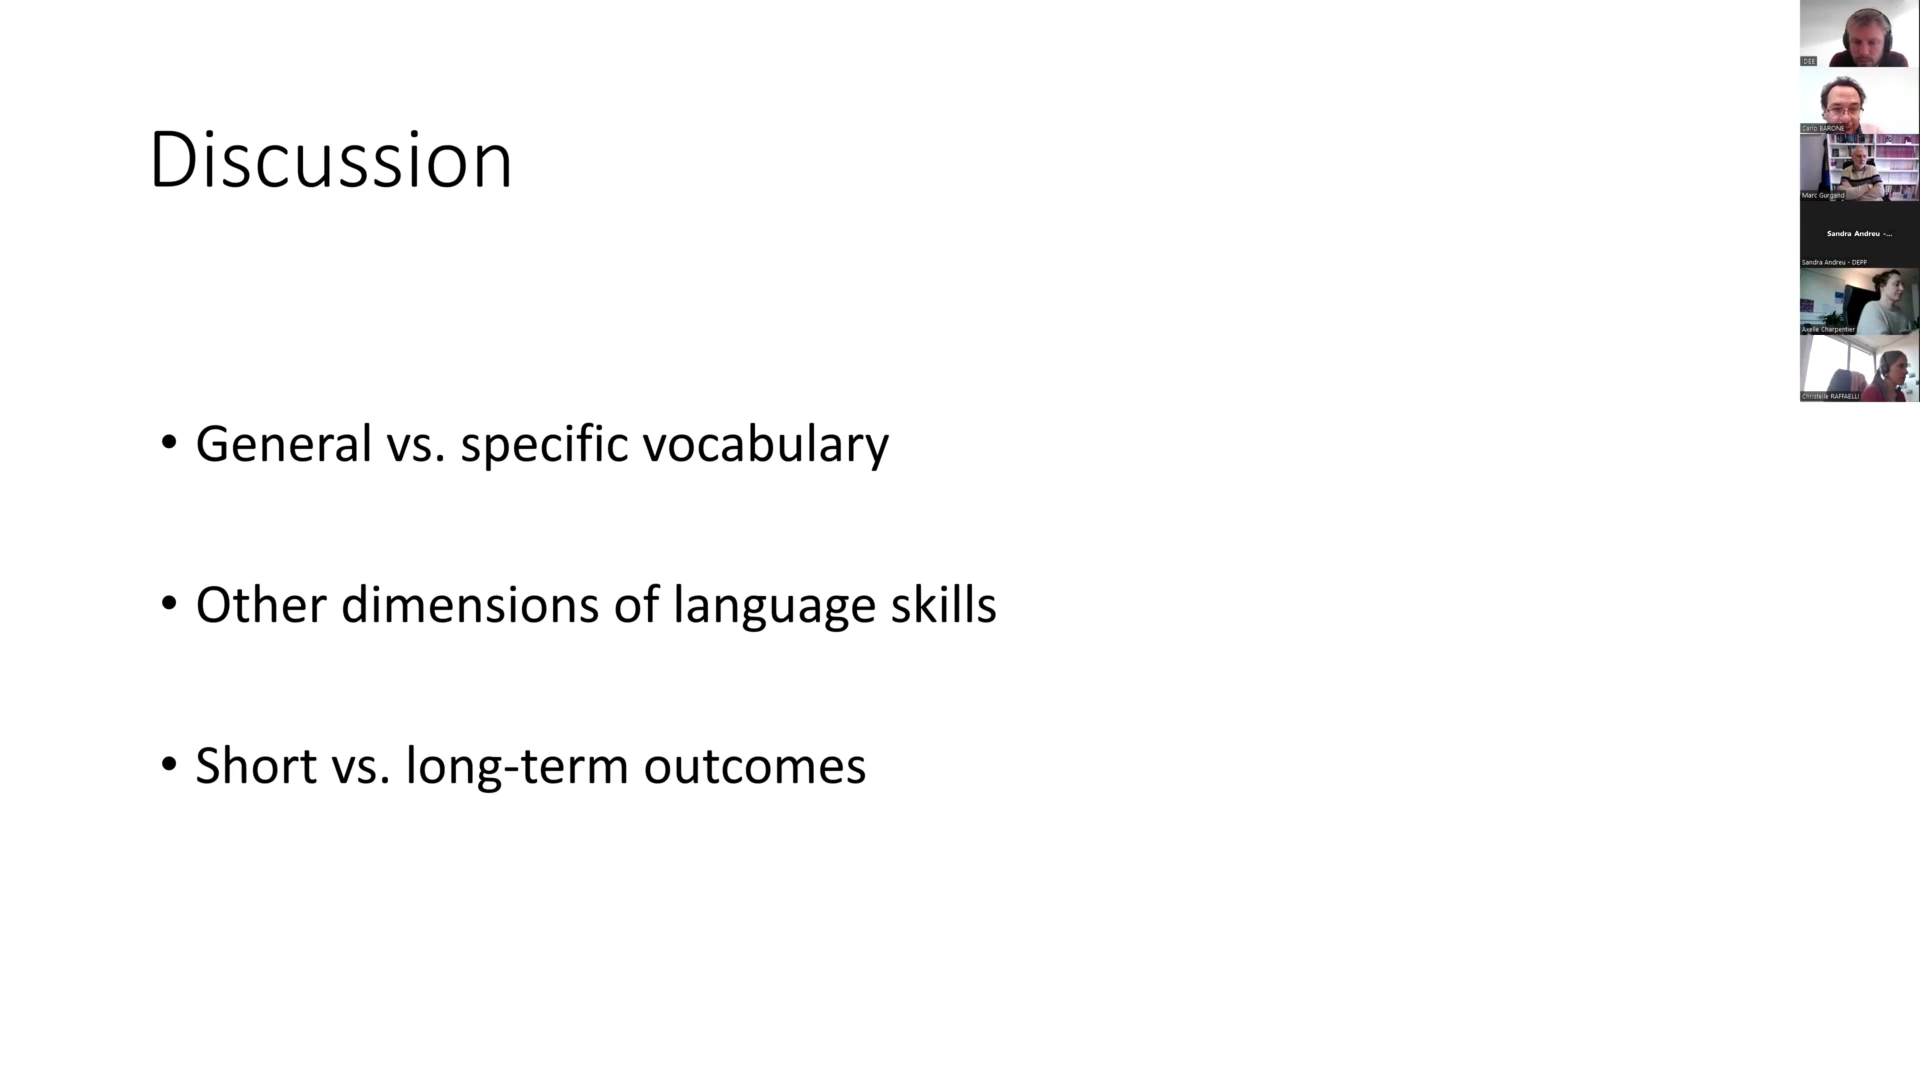 Discussion
• General vs. specific vocabulary
• Other dimensions of language skills
• Short vs. long-term outcomes
IDEE
Carlo BARONE
Marc Gurgand
Sandra Andreu -...
Sandra Andreu - DEPP
Axelle Charpentier
Christelle RAFFAELLI